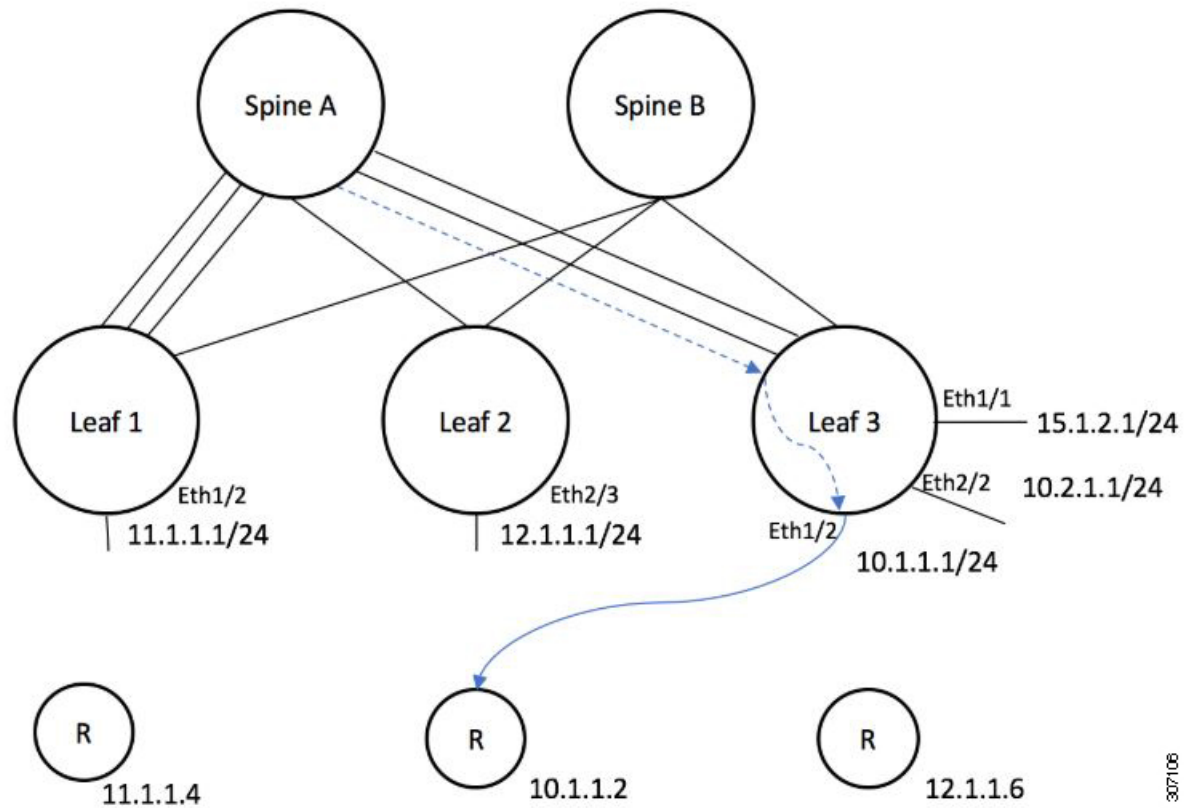 Spine A
Spine B
Leaf 1
Leaf 2
Leaf 3
Eth1/1
15.1.2.1/24
Eth1/2
Eth2/3
Eth2/2
10.2.1.1/24
11.1.1.1/24
12.1.1.1/24
Eth1/2
10.1.1.1/24
R
R
R
11.1.1.4
10.1.1.2
12.1.1.6
307106